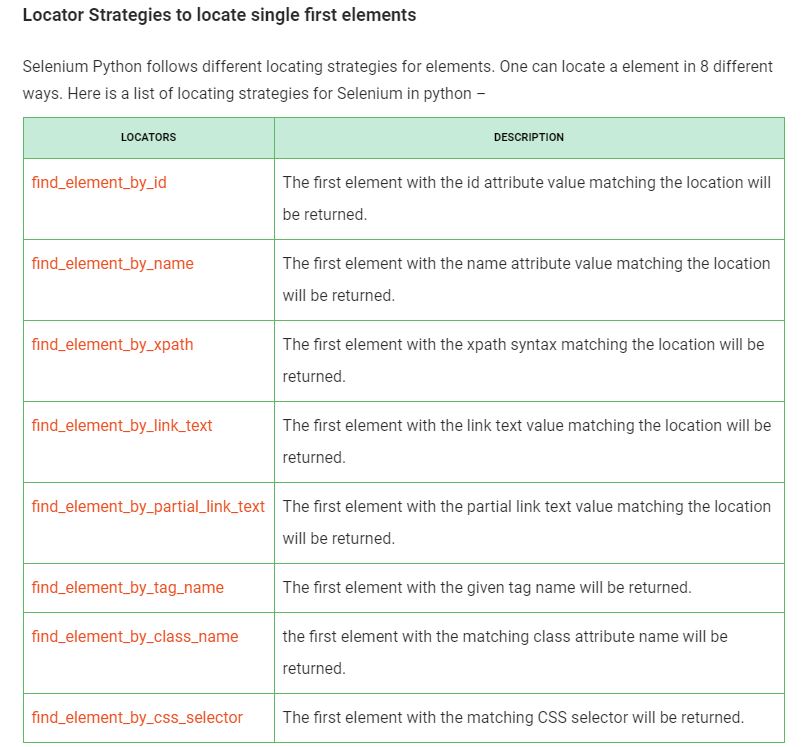 Locator Strategies to locate single first elements
Selenium Python follows different locating strategies for elements. One can locate a element in 8 different
ways. Here is a list of locating strategies for Selenium in python –
LOCATORS DESCRIPTION
find_element_by_id The first element with the id attribute value matching the location will
be returned.
find_element_by_name The first element with the name attribute value matching the location
will be returned.
find_element_by_xpath The first element with the xpath syntax matching the location will be
returned.
find_element_by_link_text The first element with the link text value matching the location will be
returned.
find_element_by_partial_link_text The first element with the partial link text value matching the location
will be returned.
find_element_by_tag_name The first element with the given tag name will be returned.
find_element_by_class_name the first element with the matching class attribute name will be
returned.
find_element_by_css_selector The first element with the matching CSS selector will be returned.